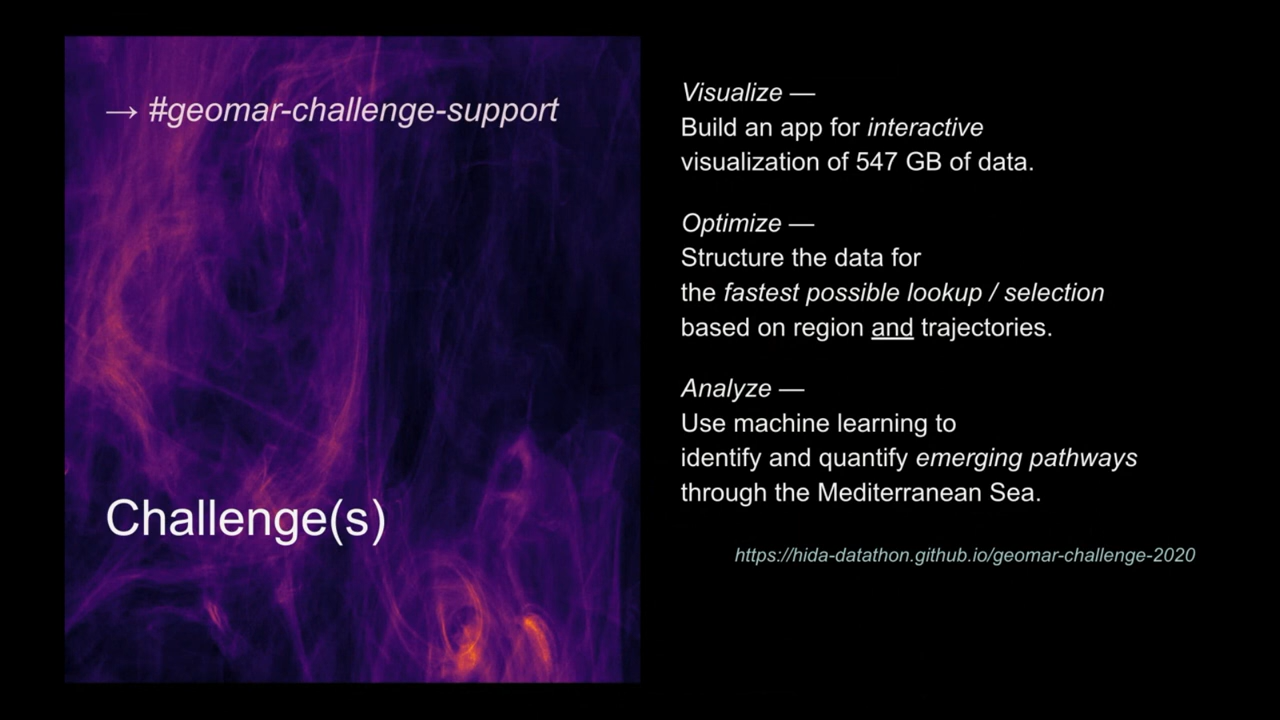 → #geomar-challenge-support
Challenge(s)
Visualize —
Build an app for interactive
visualization of 547 GB of data.
Optimize —
Structure the data for
the fastest possible lookup / selection
based on region and trajectories.
Analyze —
Use machine learning to
identify and quantify emerging pathways
through the Mediterranean Sea.
https://hida-datathon.github.io/geomar-challenge-2020